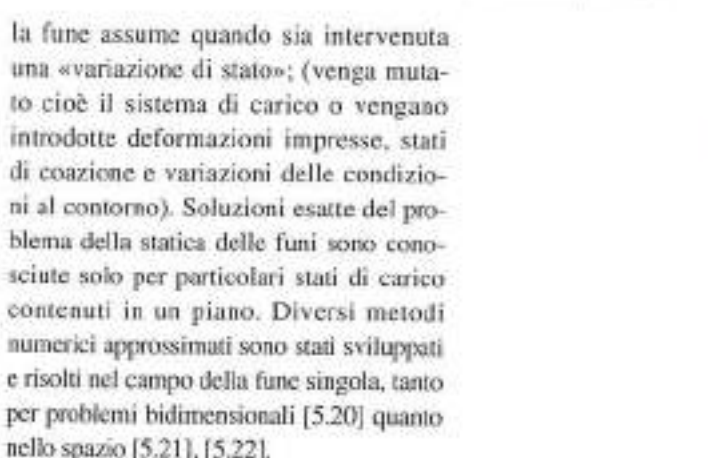 la fune assume quando sia intervenuta
una «variazione di stato»; (venga muta-
to cioè il sistema di carico o vengano
introdotte deformazioni impresse, stati
di coazione e variazioni delle condizio-
ni al contorno). Soluzioni esatte del pro-
blema della statica delle funi sono cono-
sciute solo per particolari stati di carico
contenuti in un piano. Diversi metodi
numerici approssimati sono stati sviluppati
e risolti nel campo della fune singola, tanto
per problemi bidimensionali [5.20] quanto
nello spazio [5.21], [5.22].